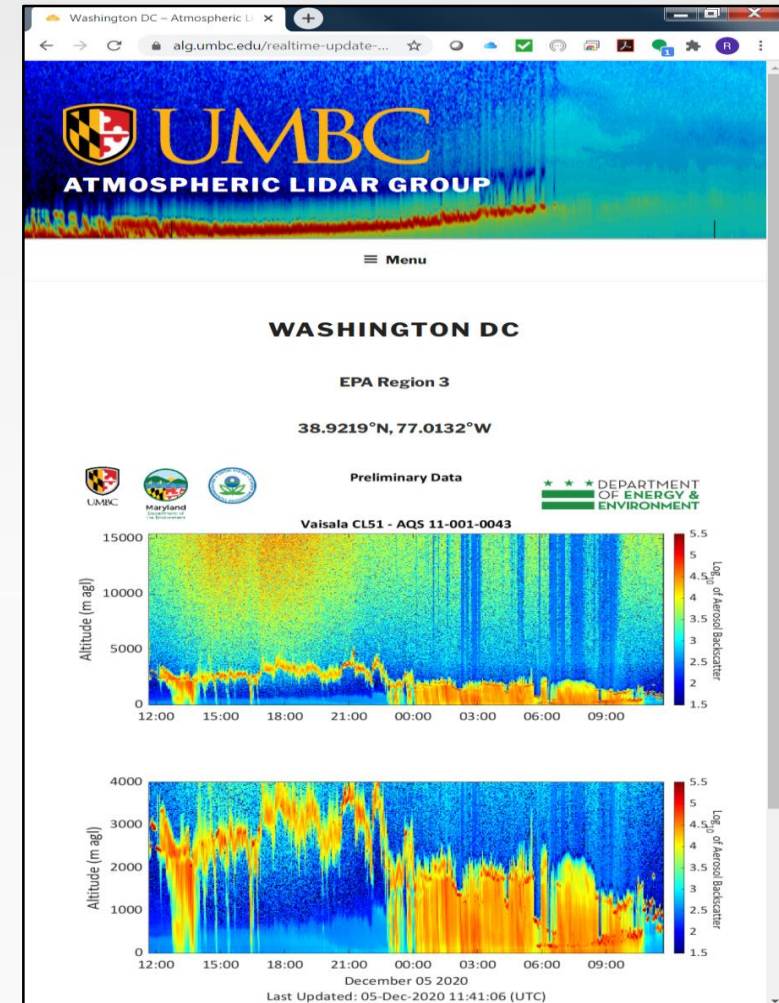 Washington DC – Atmospheric Li
alg.umbc.edu/realtime-update-...
R
1
UMBC
ATMOSPHERIC LIDAR GROUP
Menu
WASHINGTON DC
EPA Region 3
38.9219°N, 77.0132°W
UMBC
Maryland
Department of
the Environment
Preliminary Data
DEPARTMENT
OF ENERGY &
ENVIRONMENT
Vaisala CL51 - AQS 11-001-0043
Altitude (m agl)
15000
10000
5000
0
12:00 15:00 18:00 21:00 00:00 03:00 06:00 09:00
5.5
5
4.5
4
3.5
3
2.5
2
1.5
Log10 of Aerosol Backscatter
Altitude (m agl)
4000
3000
2000
1000
0
12:00 15:00 18:00 21:00 00:00 03:00 06:00 09:00
5.5
5
4.5
4
3.5
3
2.5
2
1.5
Log10 of Aerosol Backscatter
December 05 2020
Last Updated: 05-Dec-2020 11:41:06 (UTC)